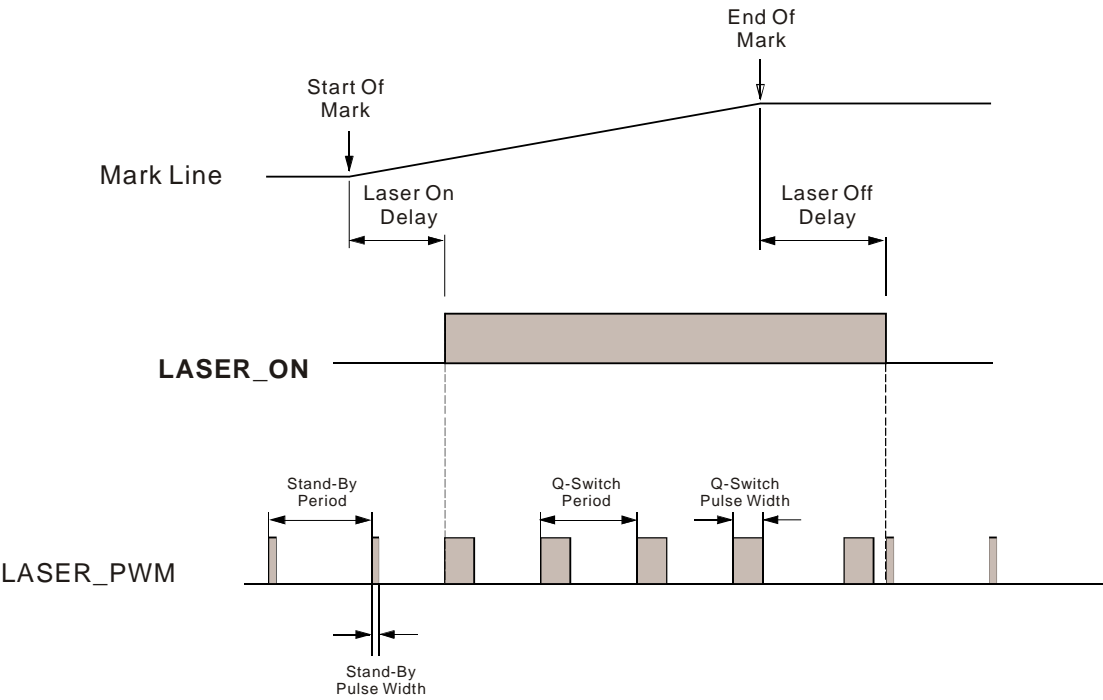 End Of
Mark
Start Of
Mark
Mark Line
Laser On
Delay
Laser Off
Delay
LASER_ON
Stand-By
Period
Q-Switch
Period
Q-Switch
Pulse Width
LASER_PWM
Stand-By
Pulse Width